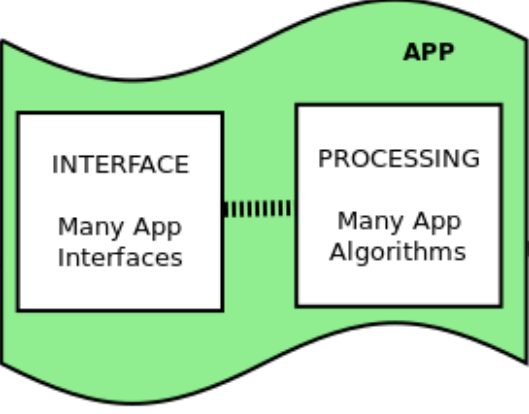 APP
INTERFACE
Many App
Interfaces
PROCESSING
Many App
Algorithms